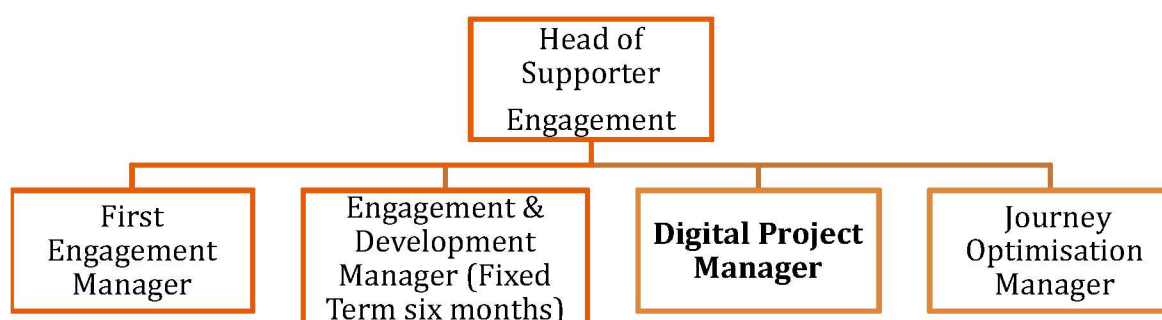 Head of
Supporter
Engagement
First
Engagement
Manager
Engagement &
Development
Manager (Fixed
Term six months)
Digital Project
Manager
Journey
Optimisation
Manager